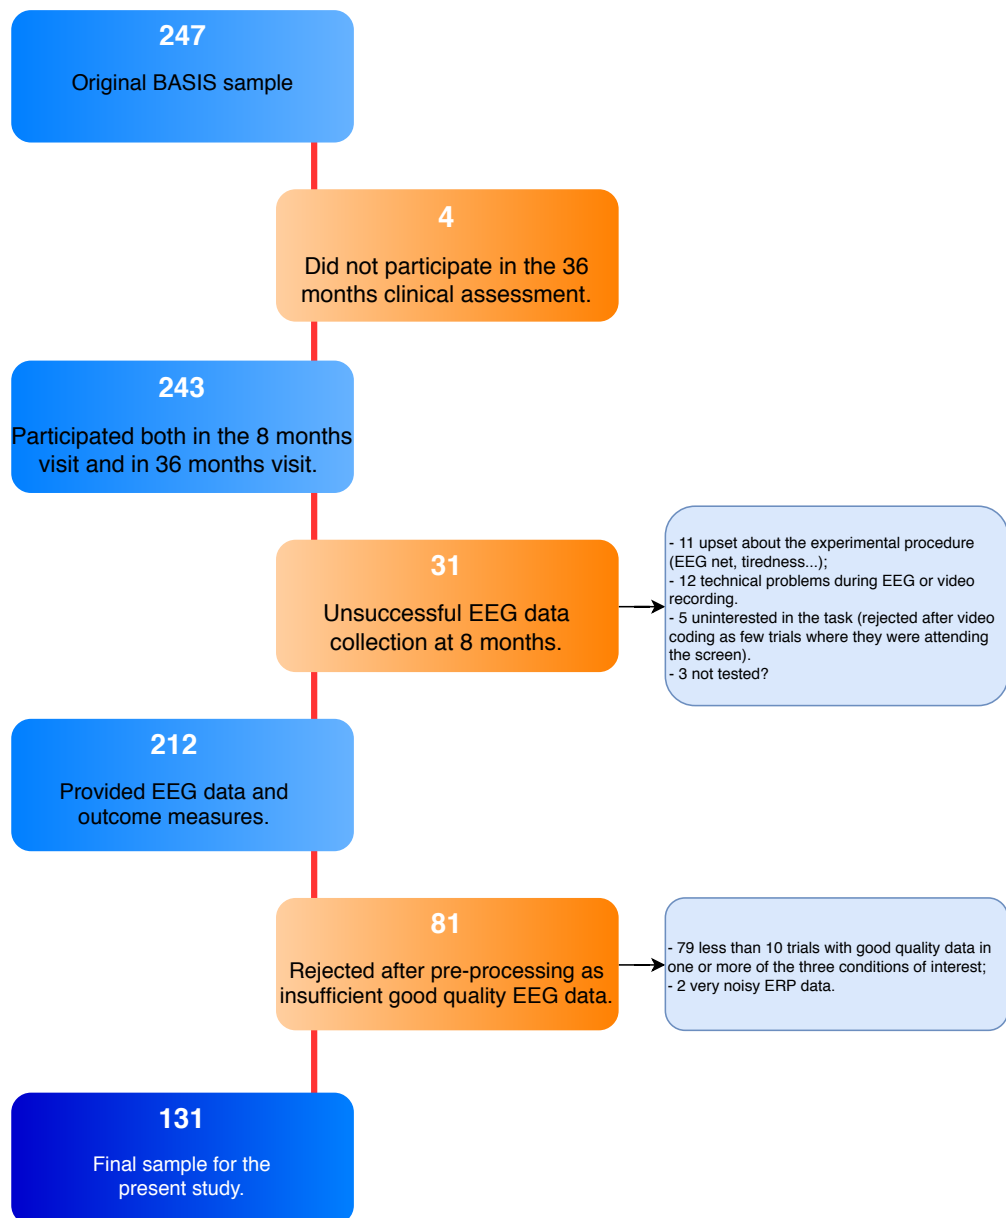 247
Original BASIS sample
4
Did not participate in the 36
months clinical assessment.
243
Participated both in the 8 months
visit and in 36 months visit.
31
Unsuccessful EEG data
collection at 8 months.
- 11 upset about the experimental procedure
(EEG net, tiredness...);
- 12 technical problems during EEG or video
recording.
- 5 uninterested in the task (rejected after video
coding as few trials where they were attending
the screen).
- 3 not tested?
212
Provided EEG data and
outcome measures.
81
Rejected after pre-processing as
insufficient good quality EEG data.
- 79 less than 10 trials with good quality data in
one or more of the three conditions of interest;
- 2 very noisy ERP data.
131
Final sample for the
present study.